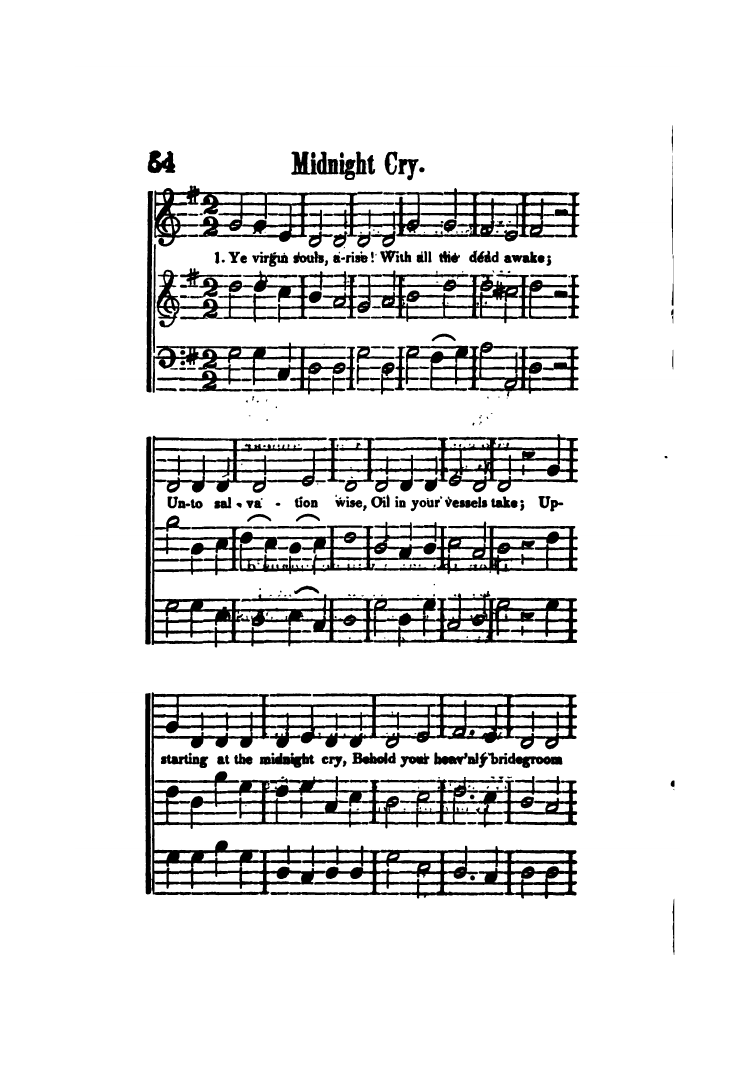 54
Midnight Cry.
1. Ye virgin souls, a-rise! With all the dead awake;
Un-to sal-va - tion wise, Oil in your vessels take; Up-
starting at the midnight cry, Behold your heav'nly bridegroom